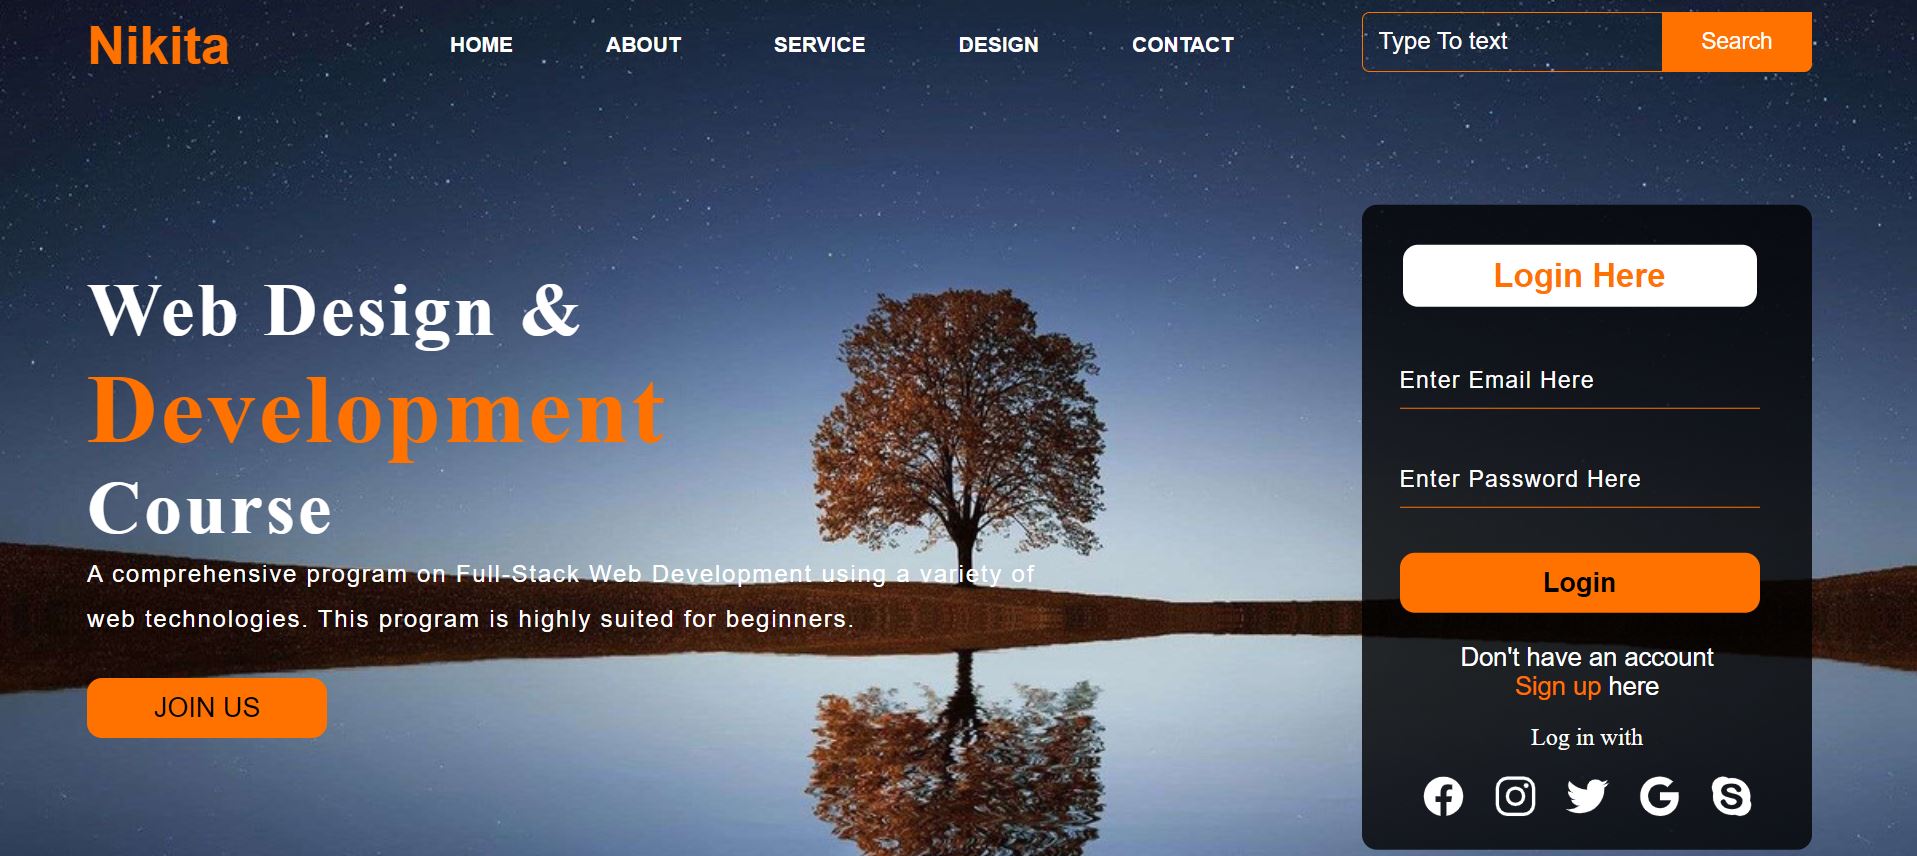 Nikita
HOME ABOUT SERVICE DESIGN CONTACT
Type To text Search
Web Design &
Development
Course
A comprehensive program on Full-Stack Web Development using a variety of
web technologies. This program is highly suited for beginners.
JOIN US
Login Here
Enter Email Here
Enter Password Here
Login
Don't have an account
Sign up here
Log in with